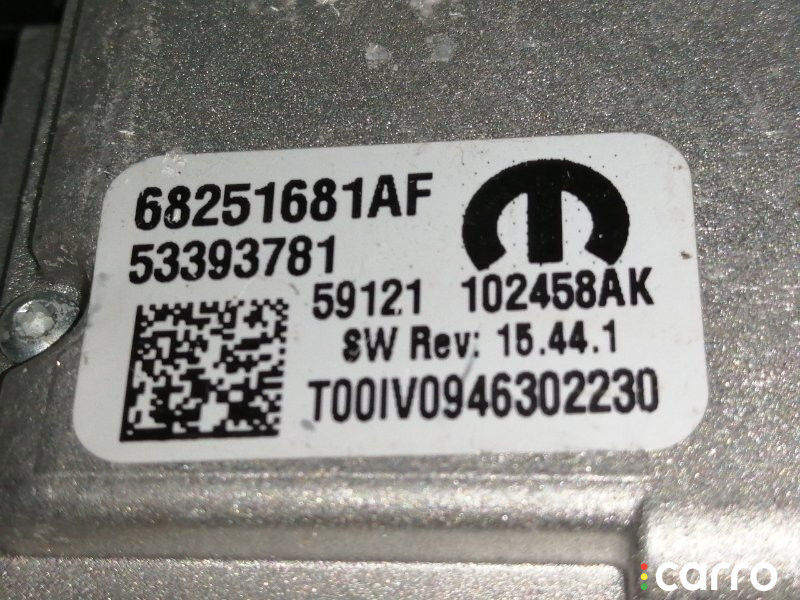 68251681AF
53393781
59121 102458AK
SW Rev: 15.44.1
T00IV0946302230
carro